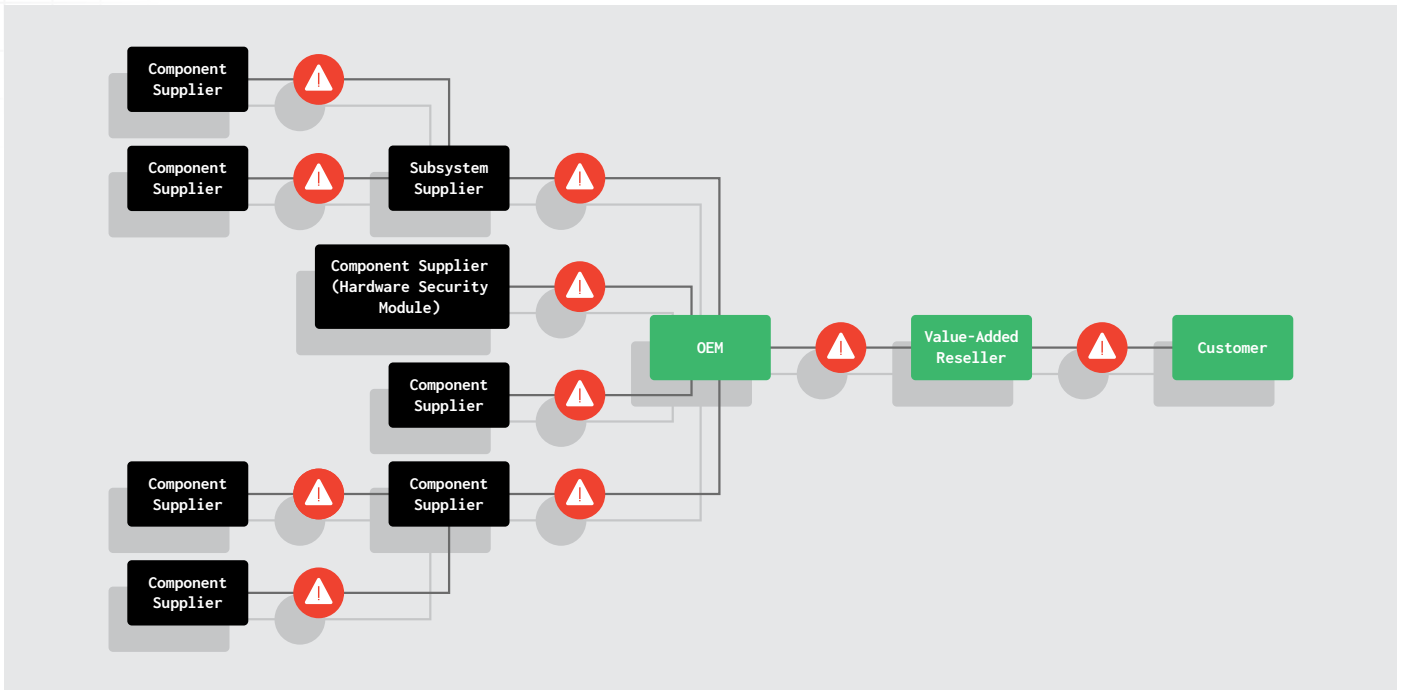 Component
Supplier
Component
Supplier
Subsystem
Supplier
Component Supplier
(Hardware Security
Module)
OEM
Value-Added
Reseller
Customer
Component
Supplier
Component
Supplier
Component
Supplier
Component
Supplier